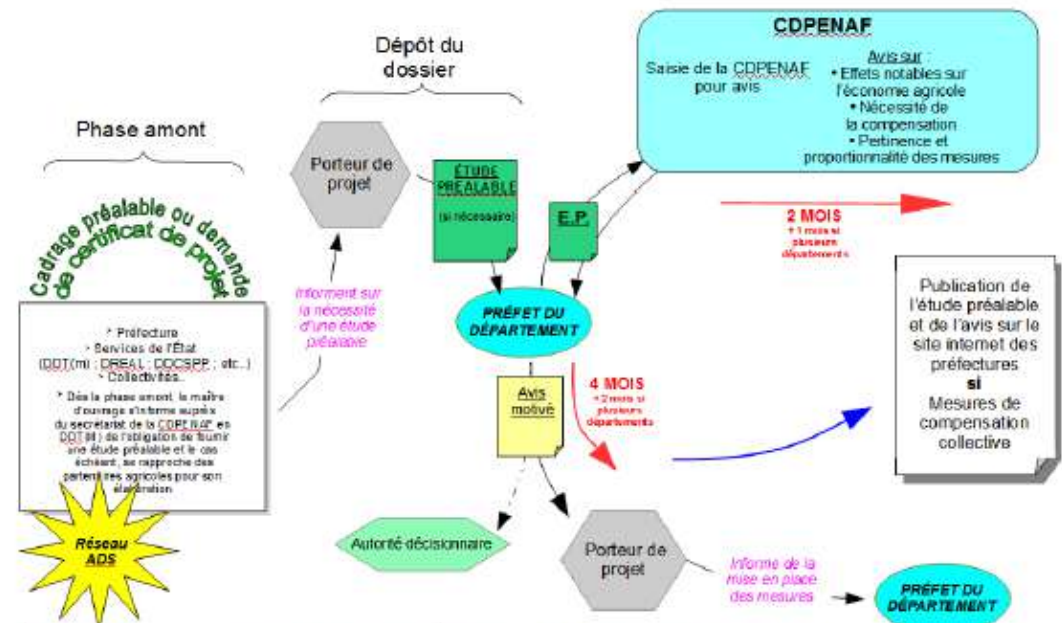 Phase amont
Cadrage préalable ou demande
de certificat de projet
* Préfecture
* Services de l'État
(DDT(m) ; DREAL ; DDCSPP ; etc..)
* Collectivités..
* Dès la phase amont, le maître
d'ouvrage s'informe auprès
du secrétariat de la CDPENAF en
DDT(M) de l'obligation de fournir
une étude préalable et le cas
échéant, se rapproche des
partenaires agricoles pour son
élaboration
Réseau
ADS
Dépôt du
dossier
Porteur de
projet
Informent sur
la nécessité
d'une étude
préalable
ÉTUDE
PRÉALABLE
(si nécessaire)
E.P.
PRÉFET DU
DÉPARTEMENT
Avis
motivé
4 MOIS
+ 2 mois si
plusieurs
départements
Autorité décisionnaire
Porteur de
projet
Informe de la
mise en place
des mesures
PRÉFET DU
DÉPARTEMENT
CDPENAF
Saisie de la CDPENAF
pour avis
Avis sur :
• Effets notables sur
l'économie agricole
• Nécessité de
la compensation
• Pertinence et
proportionnalité des mesures
2 MOIS
+ 1 mois si
plusieurs
départements
Publication de
l'étude préalable
et de l'avis sur le
site internet des
préfectures
si
Mesures de
compensation
collective